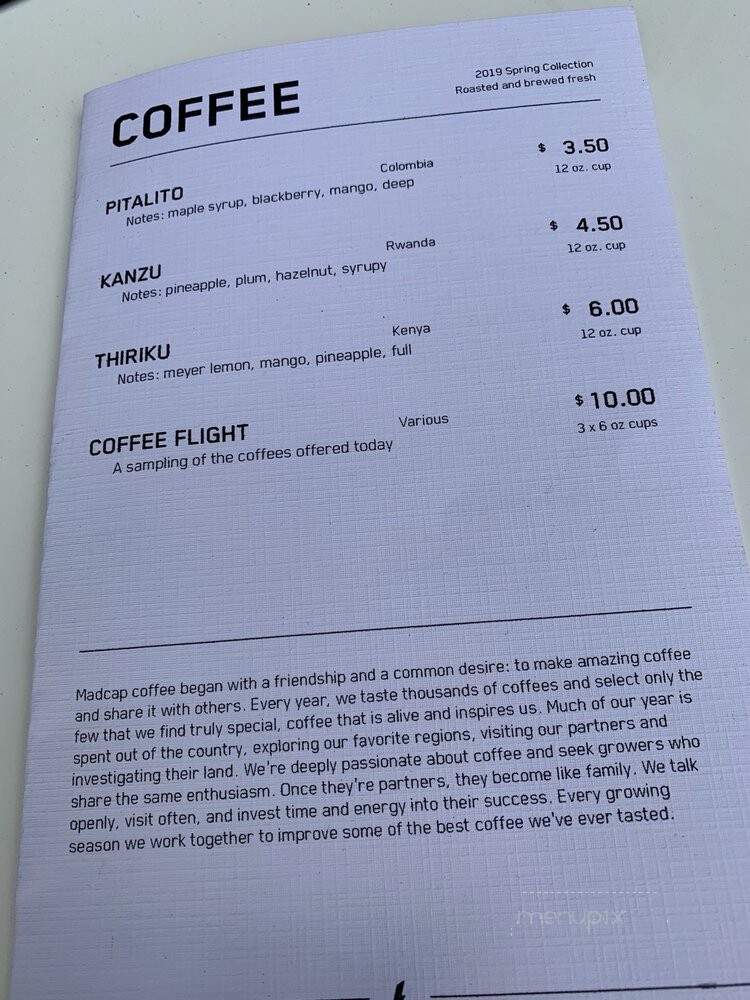 COFFEE
2019 Spring Collection
Roasted and brewed fresh
PITALITO Colombia $ 3.50
Notes: maple syrup, blackberry, mango, deep 12 oz. cup
KANZU Rwanda $ 4.50
Notes: pineapple, plum, hazelnut, syrupy 12 oz. cup
THIRIKU Kenya $ 6.00
Notes: meyer lemon, mango, pineapple, full 12 oz. cup
COFFEE FLIGHT Various $ 10.00
A sampling of the coffees offered today 3 x 6 oz cups
Madcap coffee began with a friendship and a common desire: to make amazing coffee
and share it with others. Every year, we taste thousands of coffees and select only the
few that we find truly special, coffee that is alive and inspires us. Much of our year is
spent out of the country, exploring our favorite regions, visiting our partners and
investigating their land. We're deeply passionate about coffee and seek growers who
share the same enthusiasm. Once they're partners, they become like family. We talk
openly, visit often, and invest time and energy into their success. Every growing
season we work together to improve some of the best coffee we've ever tasted.
menupix